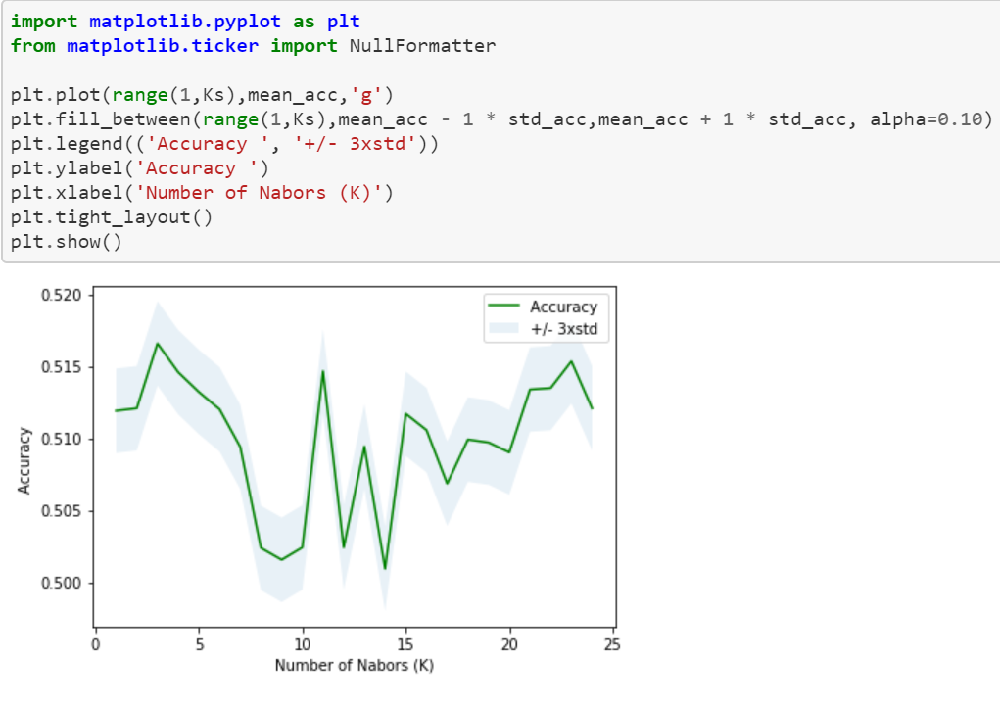 import matplotlib.pyplot as plt
from matplotlib.ticker import NullFormatter
plt.plot(range(1,Ks),mean_acc,'g')
plt.fill_between(range(1,Ks),mean_acc - 1 * std_acc,mean_acc + 1 * std_acc, alpha=0.10)
plt.legend(('Accuracy ', '+/- 3xstd'))
plt.ylabel('Accuracy ')
plt.xlabel('Number of Nabors (K)')
plt.tight_layout()
plt.show()
Accuracy
+/- 3xstd
0.520
0.515
0.510
0.505
0.500
Accuracy
0 5 10 15 20 25
Number of Nabors (K)